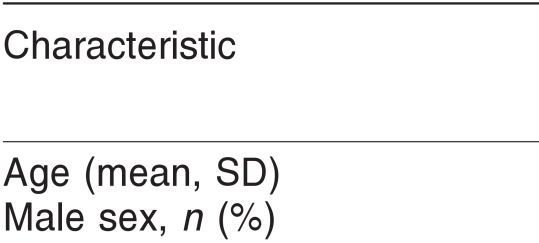 Characteristic
Age (mean, SD)
Male sex, n (%)